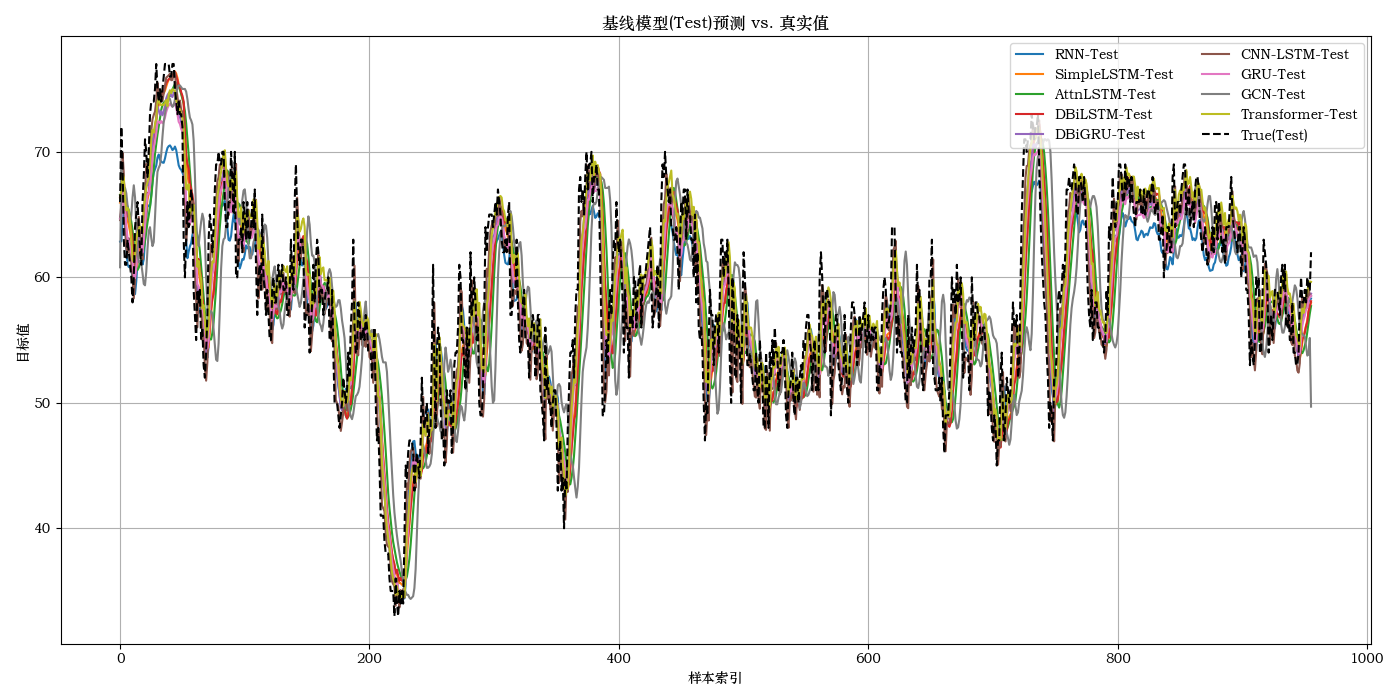 基线模型(Test)预测 vs. 真实值
RNN-Test
SimpleLSTM-Test
AttnLSTM-Test
DBiLSTM-Test
DBiGRU-Test
CNN-LSTM-Test
GRU-Test
GCN-Test
Transformer-Test
True(Test)
目标值
70
60
50
40
0
200
400
600
800
1000
样本索引